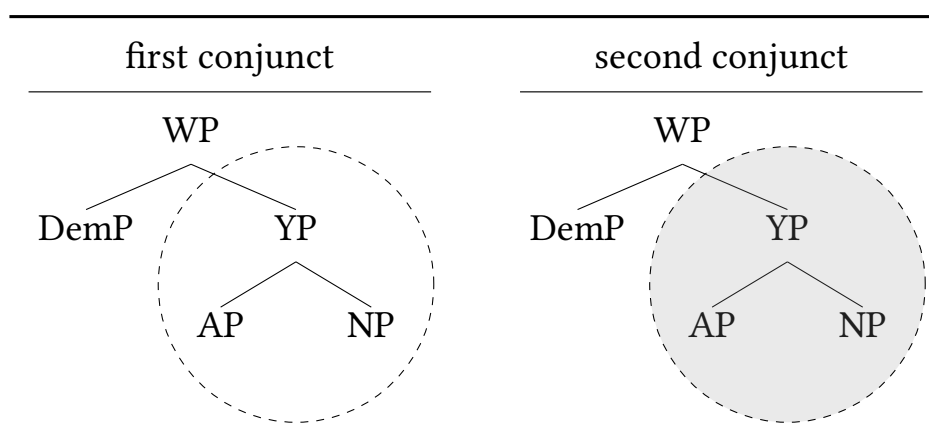 first conjunct second conjunct
WP WP
DemP YP DemP YP
AP NP AP NP